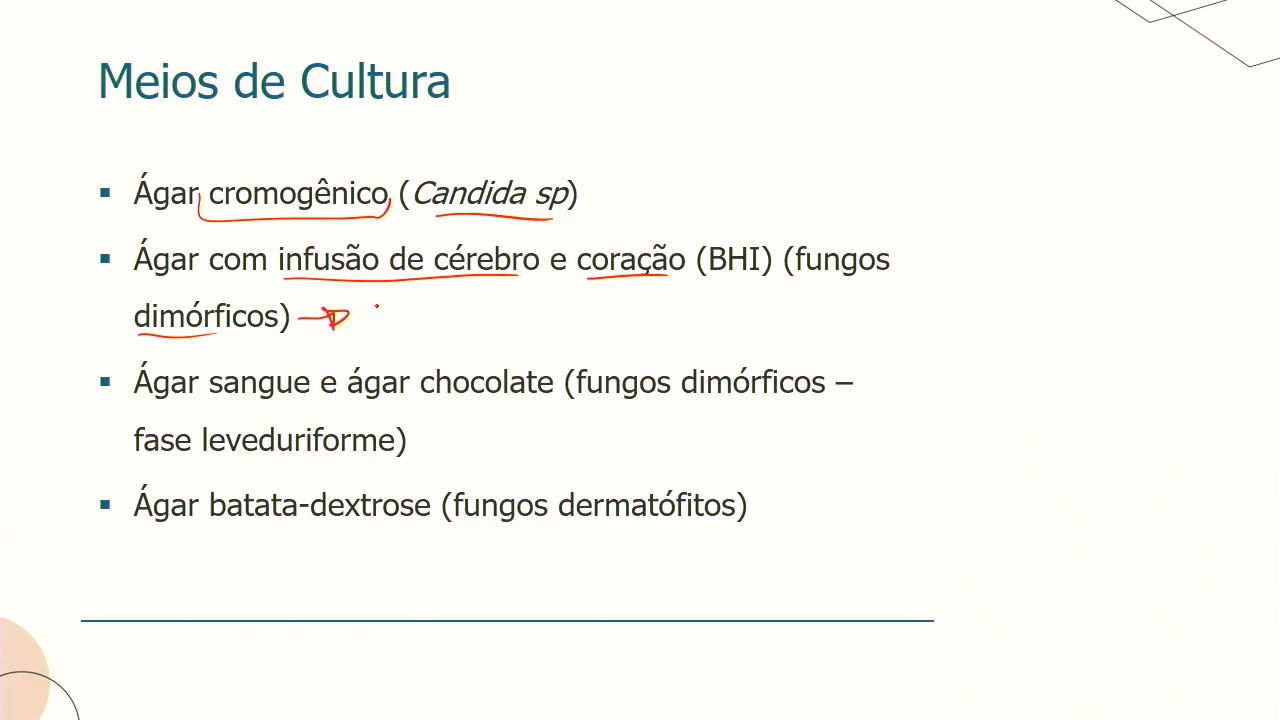 Meios de Cultura
Ágar cromogênico (Candida sp)
Ágar com infusão de cérebro e coração (BHI) (fungos
dimórficos)
Ágar sangue e ágar chocolate (fungos dimórficos –
fase leveduriforme)
Ágar batata-dextrose (fungos dermatófitos)